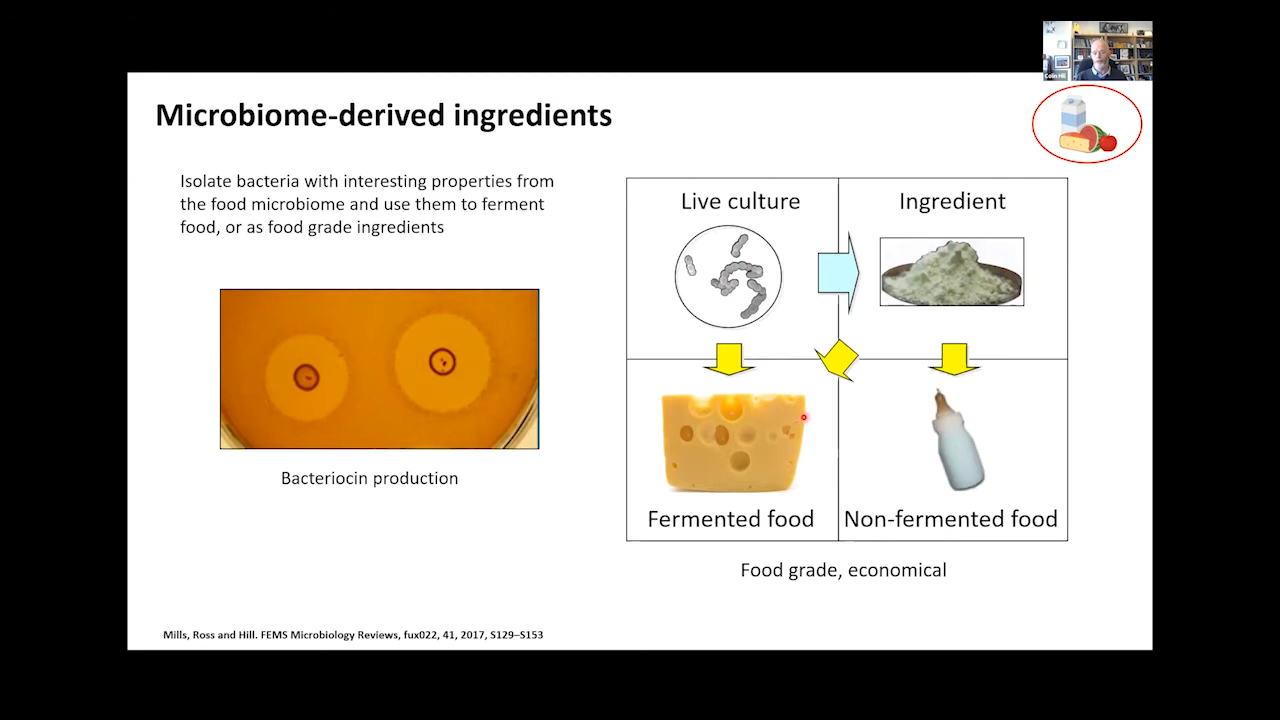 Colin Hill
Microbiome-derived ingredients
Isolate bacteria with interesting properties from
the food microbiome and use them to ferment
food, or as food grade ingredients
Bacteriocin production
Live culture
Ingredient
Fermented food
Non-fermented food
Food grade, economical
Mills, Ross and Hill. FEMS Microbiology Reviews, fux022, 41, 2017, S129–S153